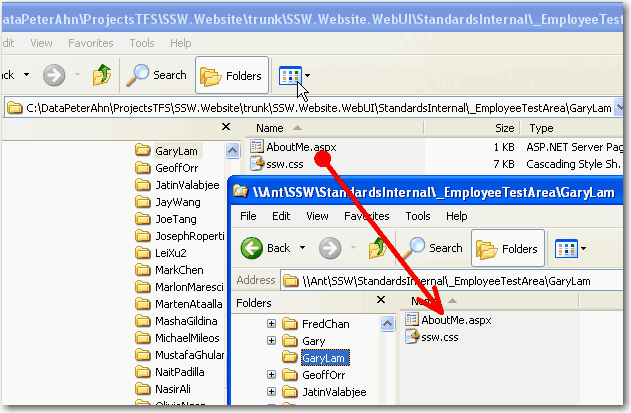 ataPeterAhn\ProjectsTFS\SSW.Website\trunk\SSW.Website.WebUI\StandardsInternal\_EmployeeTest
View Favorites Tools Help
ck Search Folders
C:\DataPeterAhn\ProjectsTFS\SSW.Website\trunk\SSW.Website.WebUI\StandardsInternal\_EmployeeTestArea\GaryLam
Name Size Type
GaryLam AboutMe.aspx 1 KB ASP.NET Server Pag
GeoffOrr ssw.css 7 KB Cascading Style Sh.
JatinValabjee
JayWang
JoeTang
JosephRoperti
LeiXu2
MarkChen
MarlonMaresci
MartenAtaalla
MashaGildina
MichaelMileos
MustafaGhular
NaitPadilla
NasirAli
\\Ant\SSW\StandardsInternal\_EmployeeTestArea\GaryLam
File Edit View Favorites Tools Help
Back Search Folders
Address \\Ant\SSW\StandardsInternal\_EmployeeTestArea\GaryLam
Folders Name
FredChan AboutMe.aspx
Gary ssw.css
GaryLam
GeoffOrr
JatinValabjee